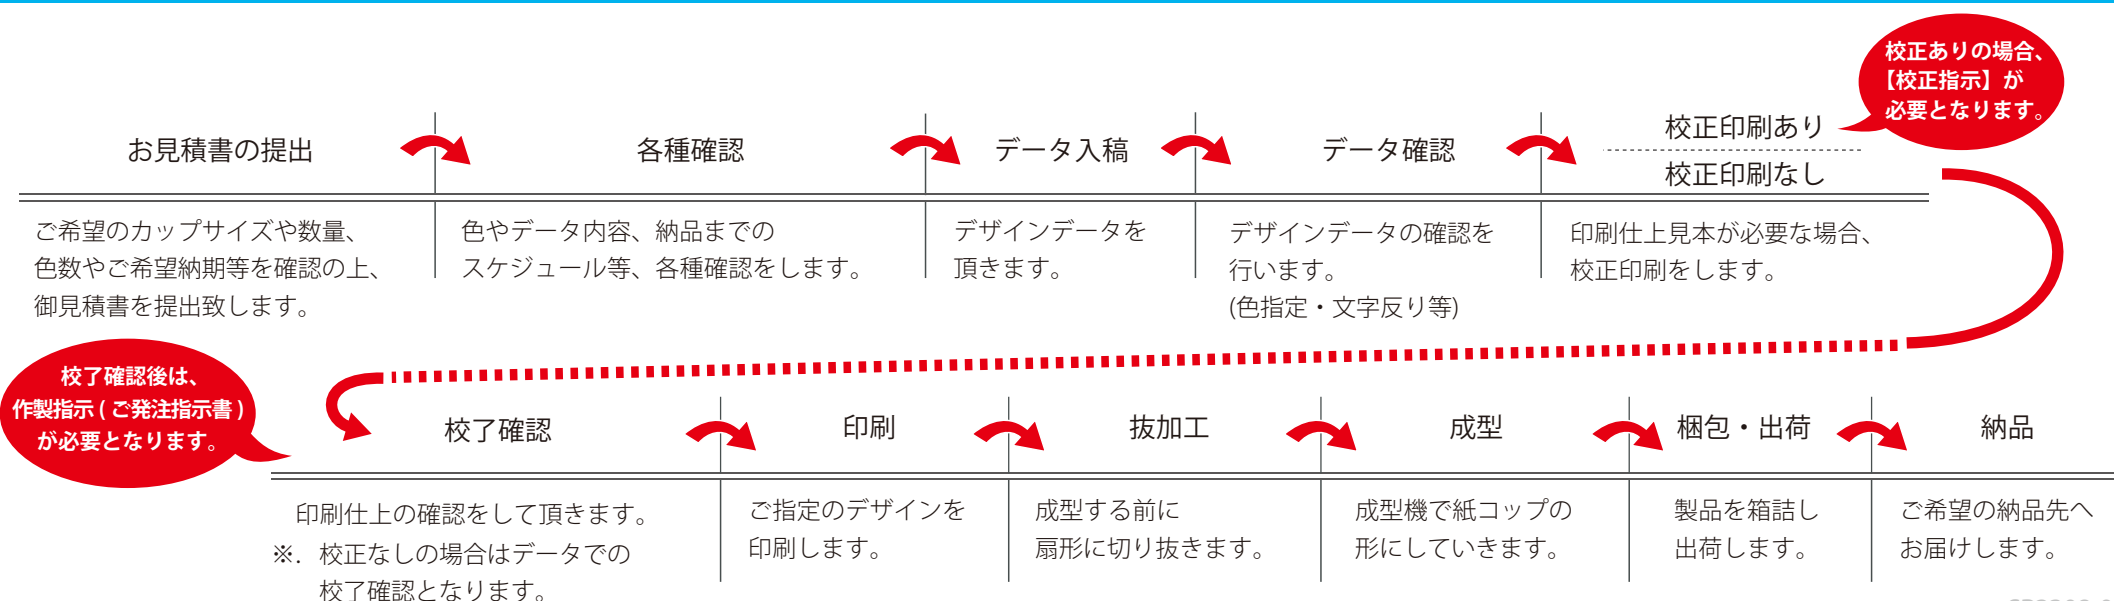 校正ありの場合、
【校正指示】が
必要となります。
お見積書の提出
各種確認
データ入稿
データ確認
校正印刷あり
校正印刷なし
ご希望のカップサイズや数量、
色数やご希望納期等を確認の上、
御見積書を提出致します。
色やデータ内容、納品までの
スケジュール等、各種確認をします。
デザインデータを
頂きます。
デザインデータの確認を
行います。
(色指定・文字反り等)
印刷仕上見本が必要な場合、
校正印刷をします。
校了確認後は、
作製指示 ( ご発注指示書 )
が必要となります。
校了確認
印刷
抜加工
成型
梱包・出荷
納品
印刷仕上の確認をして頂きます。
※．校正なしの場合はデータでの
校了確認となります。
ご指定のデザインを
印刷します。
成型する前に
扇形に切り抜きます。
成型機で紙コップの
形にしていきます。
製品を箱詰し
出荷します。
ご希望の納品先へ
お届けします。